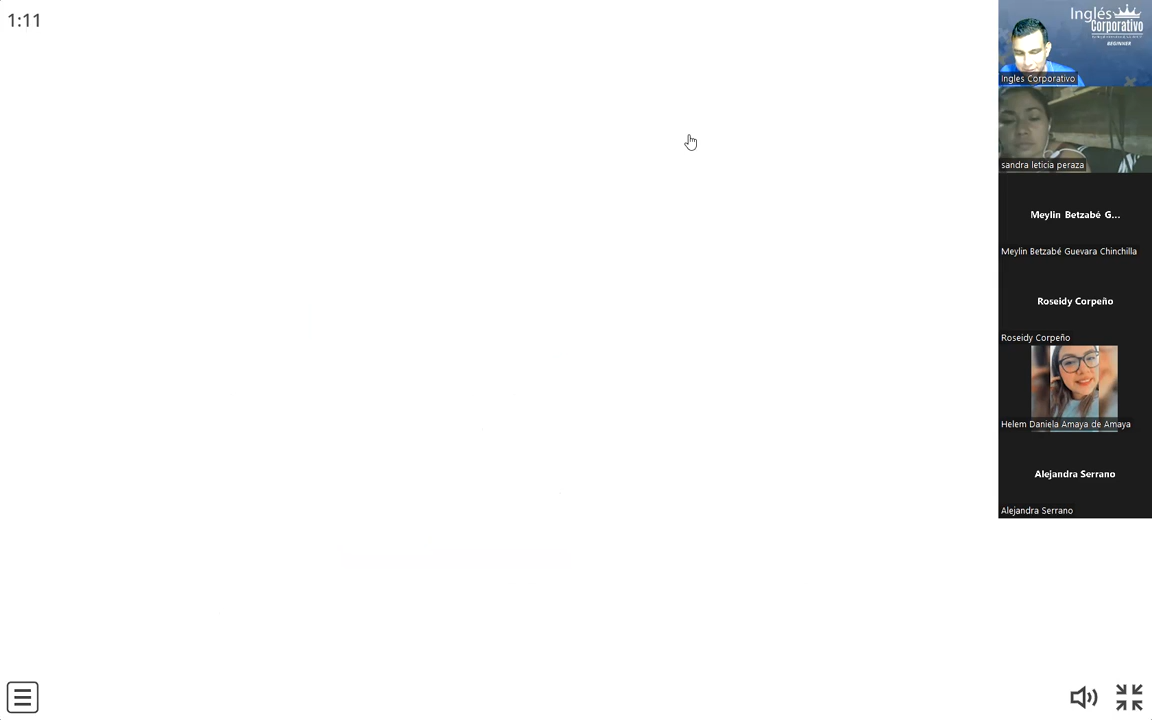 1:11
Inglés
Corporativo
BEGINNER
Ingles Corporativo
sandra leticia peraza
Meylin Betzabé G...
Meylin Betzabé Guevara Chinchilla
Roseidy Corpeño
Roseidy Corpeño
Helem Daniela Amaya de Amaya
Alejandra Serrano
Alejandra Serrano